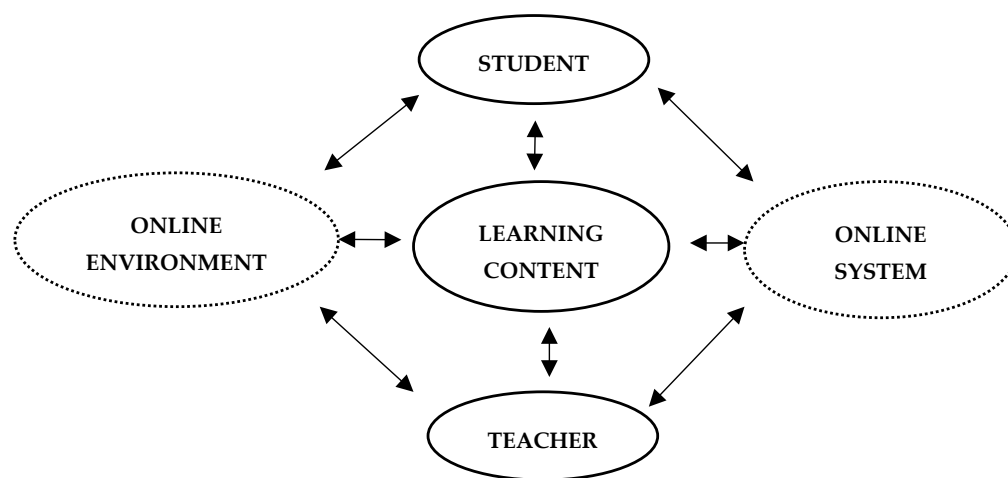 STUDENT
ONLINE
ENVIRONMENT
LEARNING
CONTENT
ONLINE
SYSTEM
TEACHER